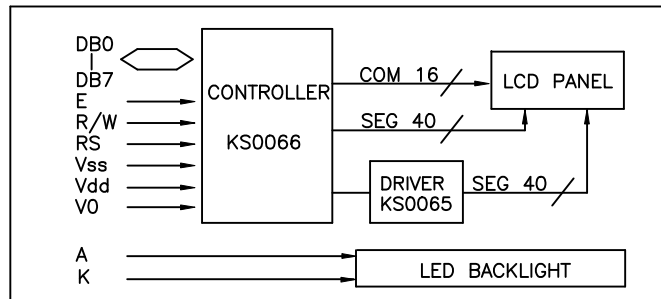 DB0
DB7
E
R/W
RS
Vss
Vdd
V0
CONTROLLER
KS0066
COM 16
SEG 40
LCD PANEL
DRIVER
KS0065
SEG 40
A
K
LED BACKLIGHT